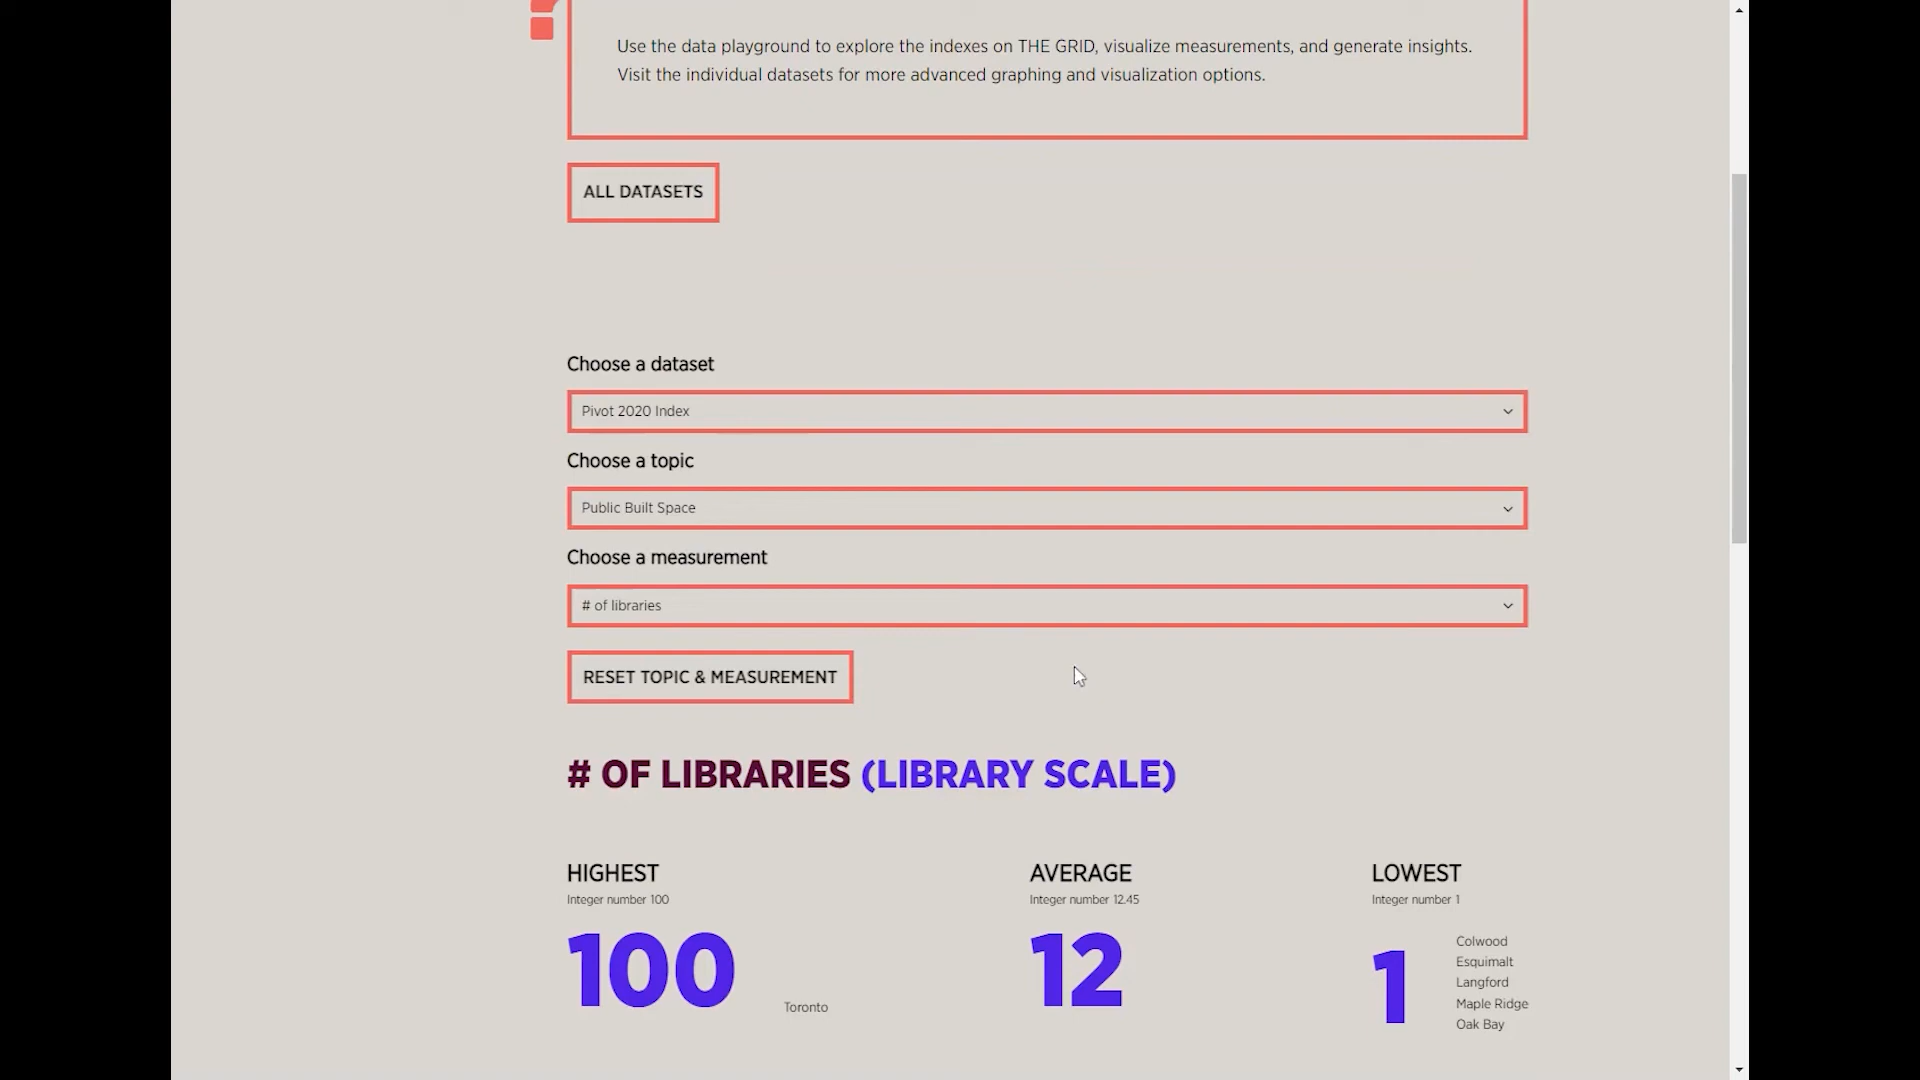 Use the data playground to explore the indexes on THE GRID, visualize measurements, and generate insights.
Visit the individual datasets for more advanced graphing and visualization options.
ALL DATASETS
Choose a dataset
Pivot 2020 Index
Choose a topic
Public Built Space
Choose a measurement
# of libraries
RESET TOPIC & MEASUREMENT
# OF LIBRARIES (LIBRARY SCALE)
HIGHEST
Integer number 100
100
Toronto
AVERAGE
Integer number 12.45
12
LOWEST
Integer number 1
1
Colwood
Esquimalt
Langford
Maple Ridge
Oak Bay